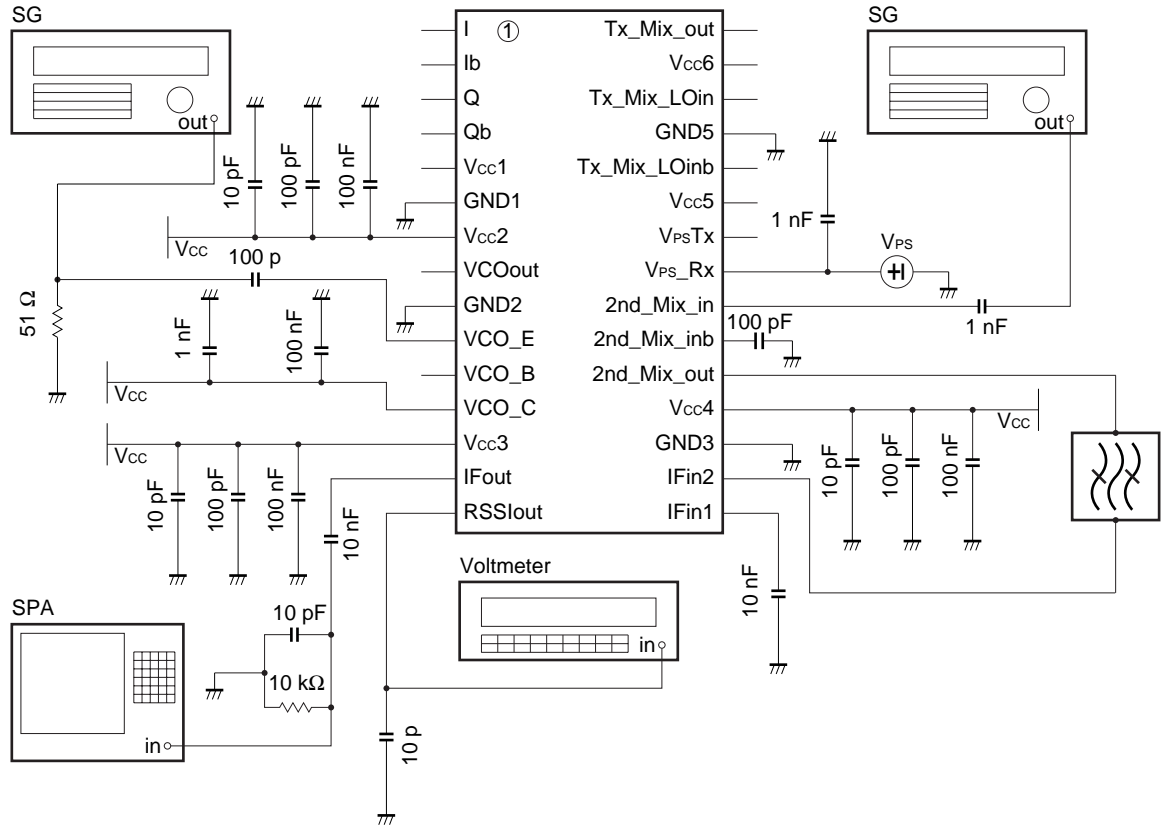 SG
out
I
①
Tx_Mix_out
Ib
Vcc6
Q
Tx_Mix_LOin
Qb
GND5
Vcc1
Tx_Mix_LOinb
GND1
Vcc5
Vcc2
VPSTx
VCOout
VPS_Rx
GND2
2nd_Mix_in
VCO_E
2nd_Mix_inb
VCO_B
2nd_Mix_out
VCO_C
Vcc4
Vcc3
GND3
IFout
IFin2
RSSIout
IFin1
SG
out
10 pF
100 pF
100 nF
Vcc
100 p
51 Ω
1 nF
100 nF
Vcc
Vcc
10 pF
100 pF
100 nF
10 nF
1 nF
VPS
1 nF
100 pF
Vcc
10 pF
100 pF
100 nF
10 nF
Voltmeter
in
SPA
in
10 pF
10 kΩ
10 p